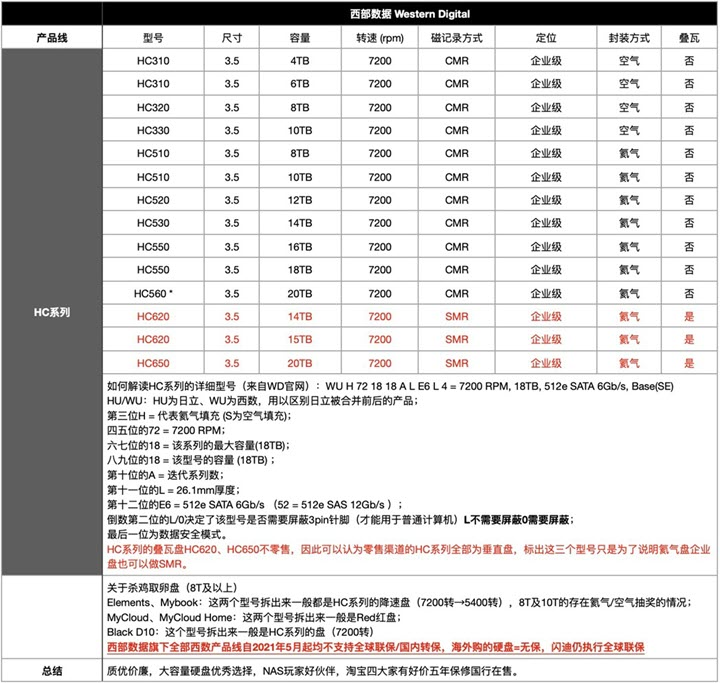 西部数据 Western Digital
产品线 型号 尺寸 容量 转速 (rpm) 磁记录方式 定位 封装方式 叠瓦
HC310 3.5 4TB 7200 CMR 企业级 空气 否
HC310 3.5 6TB 7200 CMR 企业级 空气 否
HC320 3.5 8TB 7200 CMR 企业级 空气 否
HC330 3.5 10TB 7200 CMR 企业级 空气 否
HC510 3.5 8TB 7200 CMR 企业级 氦气 否
HC510 3.5 10TB 7200 CMR 企业级 氦气 否
HC520 3.5 12TB 7200 CMR 企业级 氦气 否
HC530 3.5 14TB 7200 CMR 企业级 氦气 否
HC550 3.5 16TB 7200 CMR 企业级 氦气 否
HC550 3.5 18TB 7200 CMR 企业级 氦气 否
HC560 * 3.5 20TB 7200 CMR 企业级 氦气 否
HC系列
HC620 3.5 14TB 7200 SMR 企业级 氦气 是
HC620 3.5 15TB 7200 SMR 企业级 氦气 是
HC650 3.5 20TB 7200 SMR 企业级 氦气 是
如何解读HC系列的详细型号（来自WD官网）：WU H 72 18 18 A L E6 L 4 = 7200 RPM, 18TB, 512e SATA 6Gb/s, Base(SE)
HU/WU：HU为日立、WU为西数，用以区别日立被合并前后的产品；
第三位H = 代表氦气填充 (S为空气填充)；
四五位的72 = 7200 RPM；
六七位的18 = 该系列的最大容量(18TB)；
八九位的18 = 该型号的容量 (18TB)；
第十位的A = 迭代系列数；
第十一位的L = 26.1mm厚度；
第十二位的E6 = 512e SATA 6Gb/s （52 = 512e SAS 12Gb/s ）；
倒数第二位的L/0决定了该型号是否需要屏蔽3pin针脚（才能用于普通计算机）L不需要屏蔽0需要屏蔽；
最后一位为数据安全模式。
HC系列的叠瓦盘HC620、HC650不零售，因此可以认为零售渠道的HC系列全部为垂直盘，标出这三个型号只是为了说明氦气盘企业
盘也可以做SMR。
关于杀鸡取卵盘（8T及以上）
Elements、Mybook：这两个型号拆出来一般都是HC系列的降速盘（7200转→5400转），8T及10T的存在氦气/空气抽奖的情况；
MyCloud、MyCloud Home：这两个型号拆出来一般是Red红盘；
Black D10：这个型号拆出来一般是HC系列的盘（7200转）
西部数据旗下全部西数产品线自2021年5月起均不支持全球联保/国内转保，海外购的硬盘=无保，闪迪仍执行全球联保
总结 质优价廉，大容量硬盘优秀选择，NAS玩家好伙伴，淘宝四大家有好价五年保修国行在售。